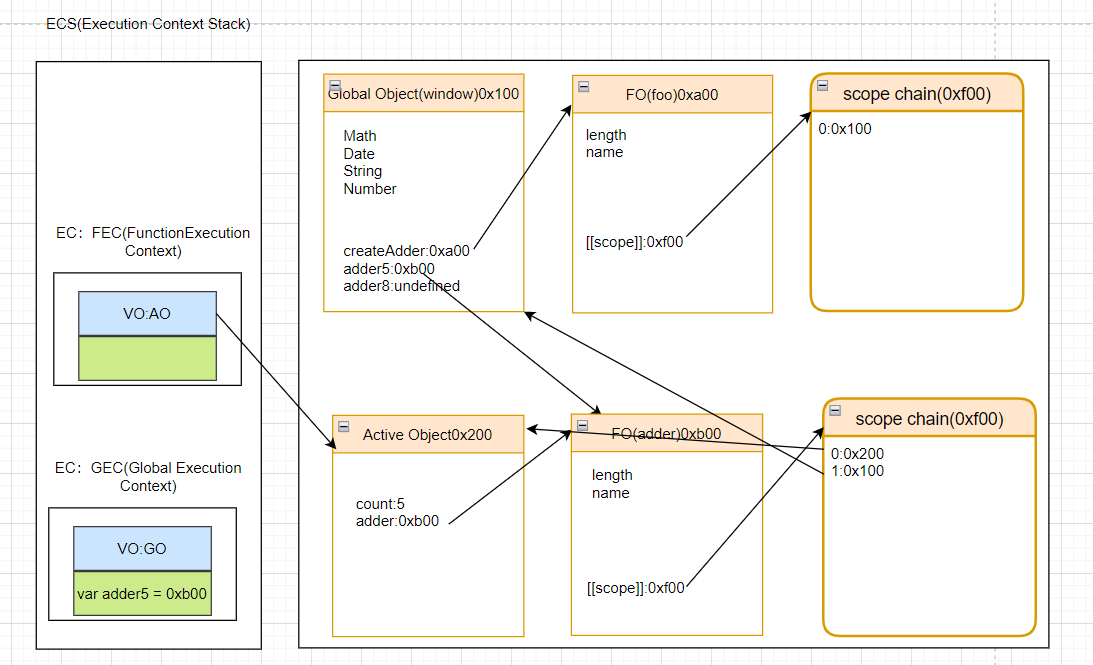 ECS(Execution Context Stack)
EC：FEC(FunctionExecution
Context)
VO:AO
EC：GEC(Global Execution
Context)
VO:GO
var adder5 = 0xb00
Global Object(window)0x100
Math
Date
String
Number
createAdder:0xa00
adder5:0xb00
adder8:undefined
FO(foo)0xa00
length
name
[[scope]]:0xf00
scope chain(0xf00)
0:0x100
Active Object0x200
count:5
adder:0xb00
FO(adder)0xb00
length
name
[[scope]]:0xf00
scope chain(0xf00)
0:0x200
1:0x100